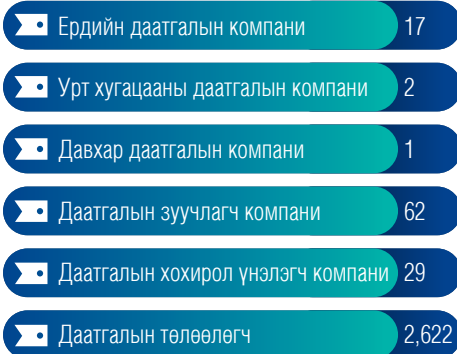 Ердийн даатгалын компани 17
Урт хугацааны даатгалын компани 2
Давхар даатгалын компани 1
Даатгалын зуучлагч компани 62
Даатгалын хохирол үнэлэгч компани 29
Даатгалын төлөөлөгч 2,622